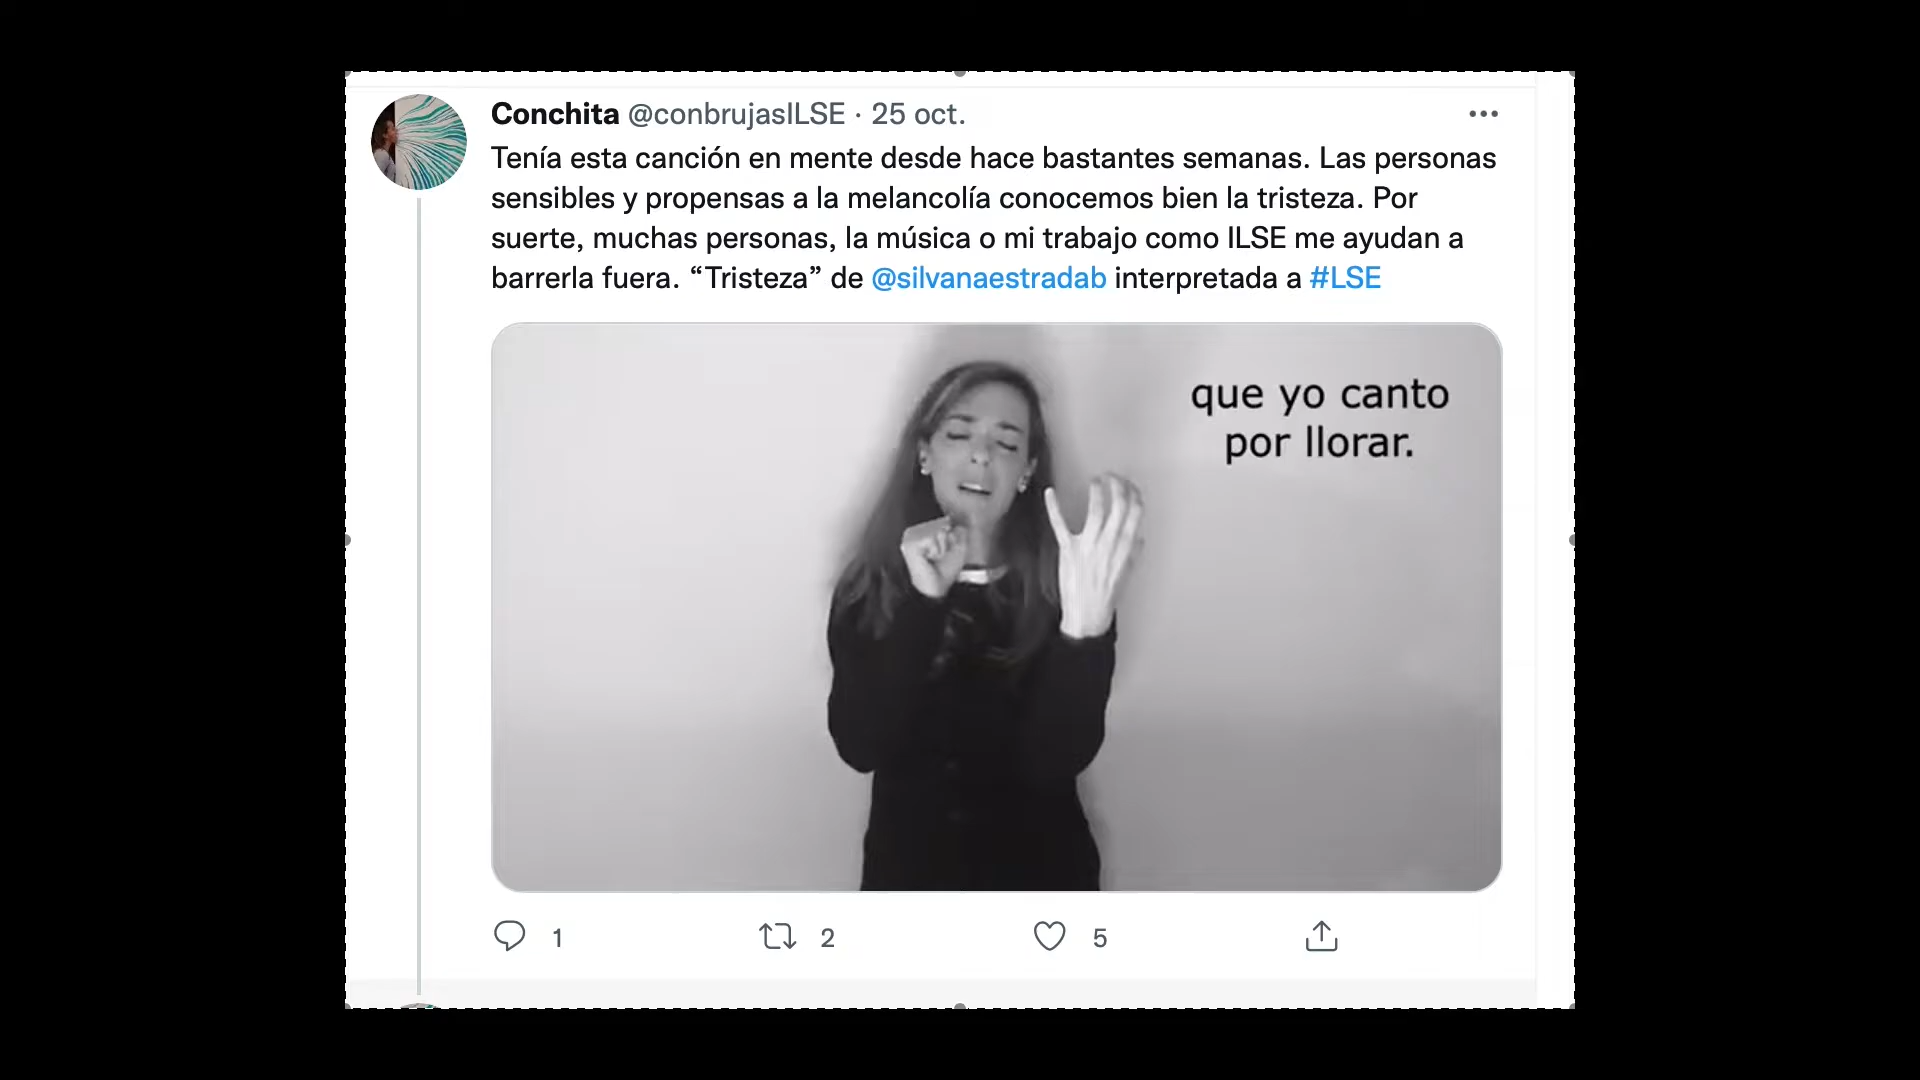 Conchita @conbrujasILSE · 25 oct.
Tenía esta canción en mente desde hace bastantes semanas. Las personas
sensibles y propensas a la melancolía conocemos bien la tristeza. Por
suerte, muchas personas, la música o mi trabajo como ILSE me ayudan a
barrerla fuera. “Tristeza” de @silvanaestradab interpretada a #LSE
que yo canto
por llorar.
1 2 5